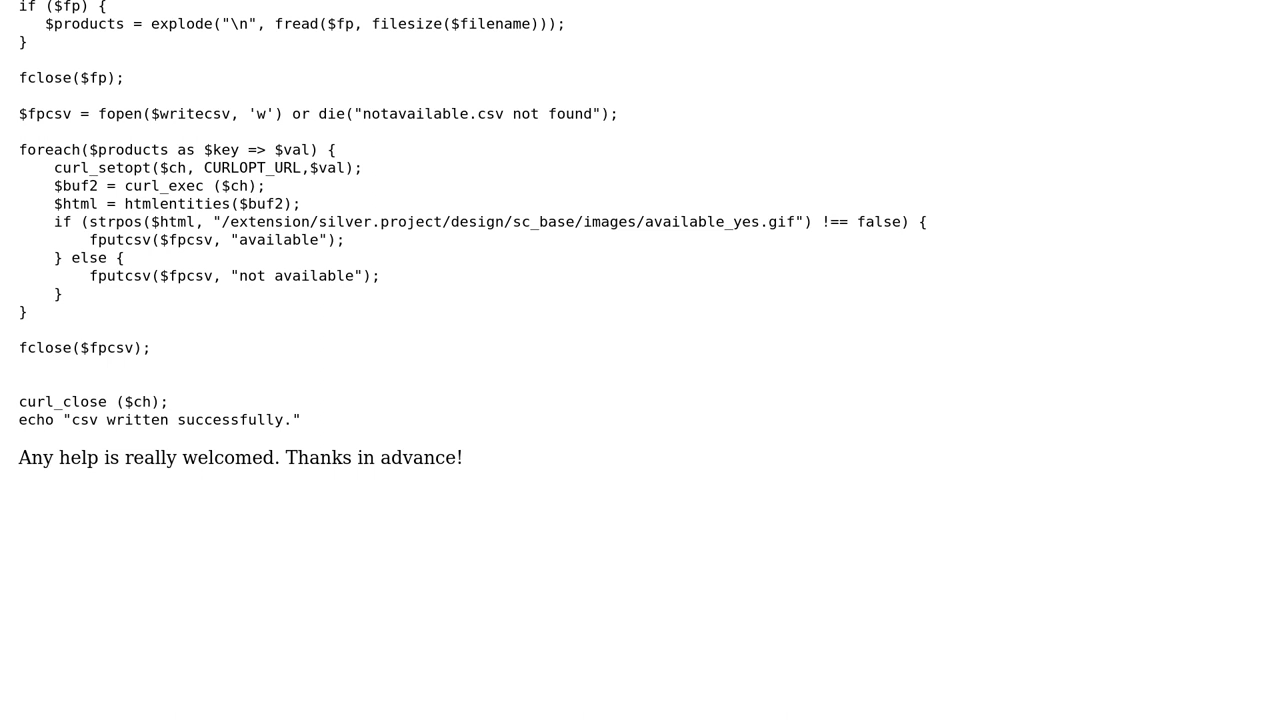 if ($fp) {
   $products = explode("\n", fread($fp, filesize($filename)));
}

fclose($fp);

$fpcsv = fopen($writecsv, 'w') or die("notavailable.csv not found");

foreach($products as $key => $val) {
    curl_setopt($ch, CURLOPT_URL,$val);
    $buf2 = curl_exec ($ch);
    $html = htmlentities($buf2);
    if (strpos($html, "/extension/silver.project/design/sc_base/images/available_yes.gif") !== false) {
        fputcsv($fpcsv, "available");
    } else {
        fputcsv($fpcsv, "not available");
    }
}

fclose($fpcsv);


curl_close ($ch);
echo "csv written successfully."

Any help is really welcomed. Thanks in advance!